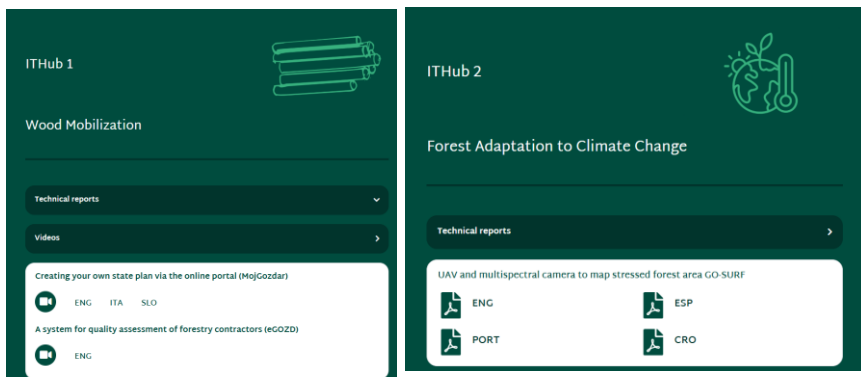 ITHub 1
Wood Mobilization
Technical reports
Videos
Creating your own state plan via the online portal (MojGozdar)
ENG ITA SLO
A system for quality assessment of forestry contractors (eGOZD)
ENG
ITHub 2
Forest Adaptation to Climate Change
Technical reports
UAV and multispectral camera to map stressed forest area GO-SURF
ENG ESP
PORT CRO